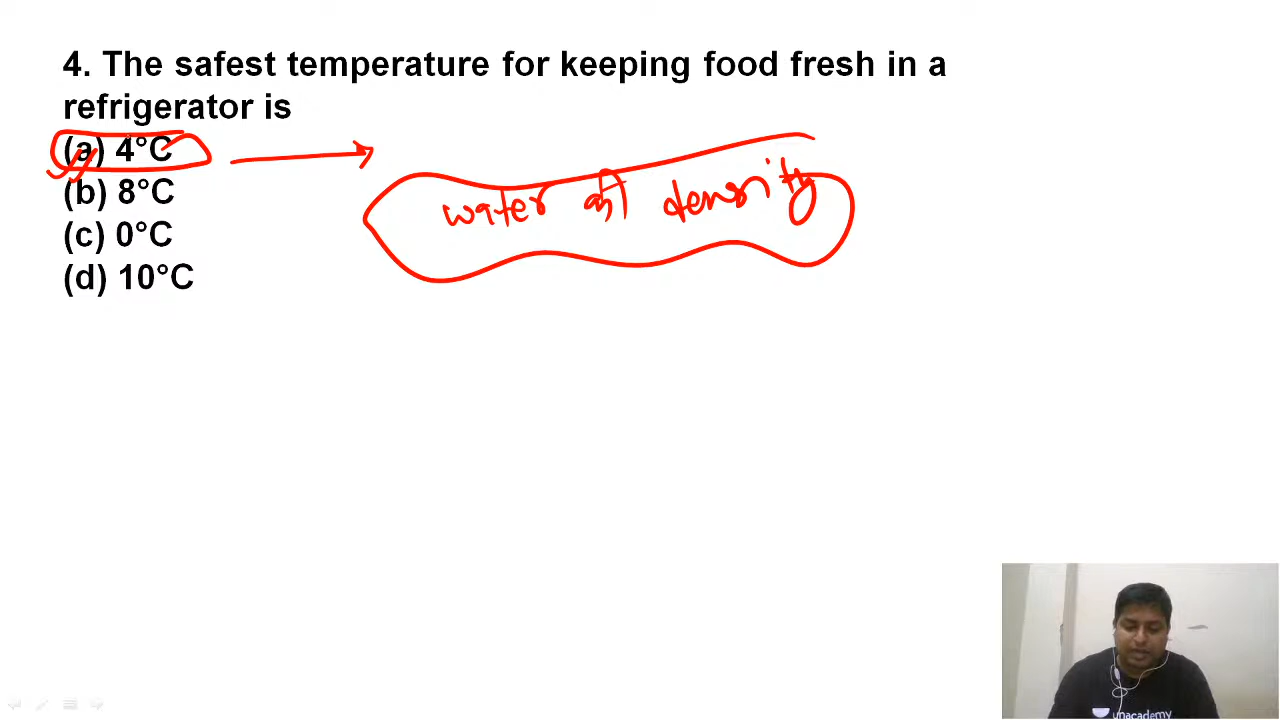 4. The safest temperature for keeping food fresh in a
refrigerator is
(a) 4°C
(b) 8°C
(c) 0°C
(d) 10°C
water की density
unacademy